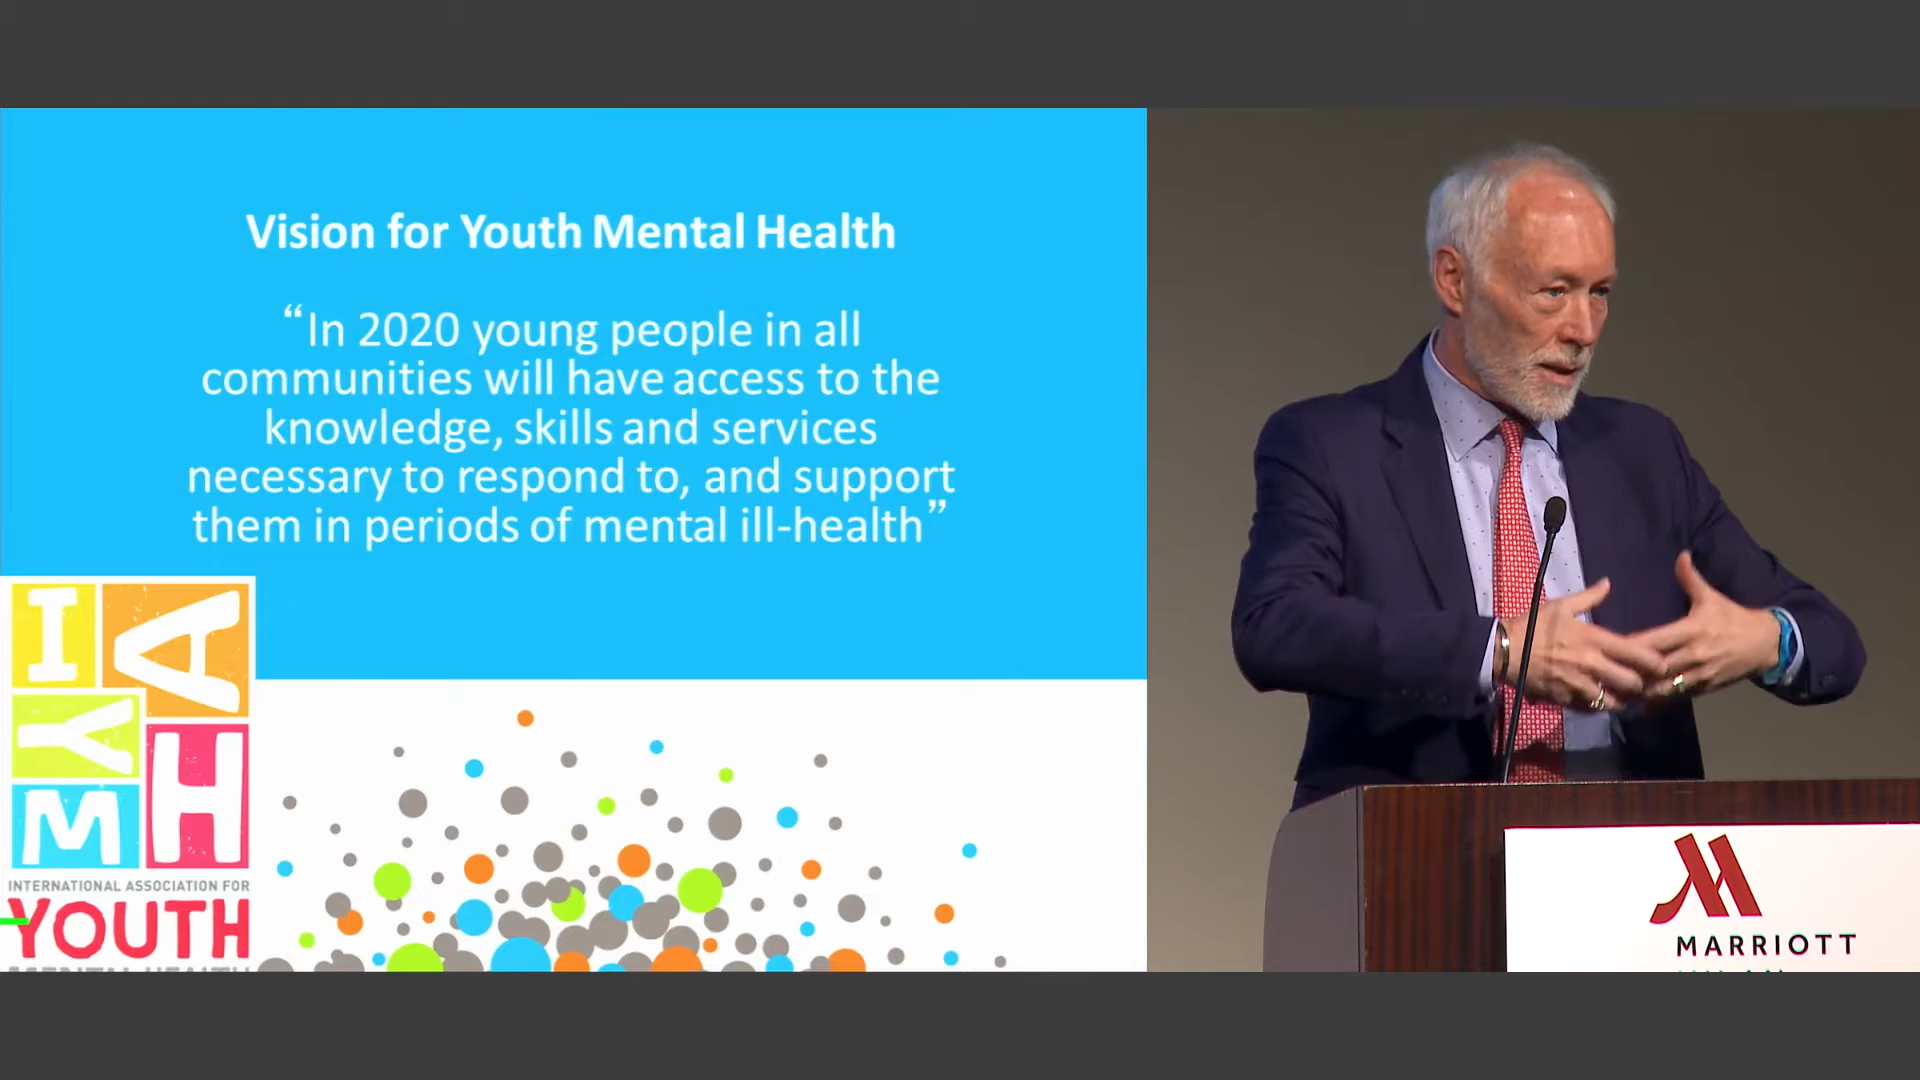 Vision for Youth Mental Health
“In 2020 young people in all
communities will have access to the
knowledge, skills and services
necessary to respond to, and support
them in periods of mental ill-health”
I A
Y
M H
INTERNATIONAL ASSOCIATION FOR
YOUTH
MENTAL HEALTH
MARRIOTT